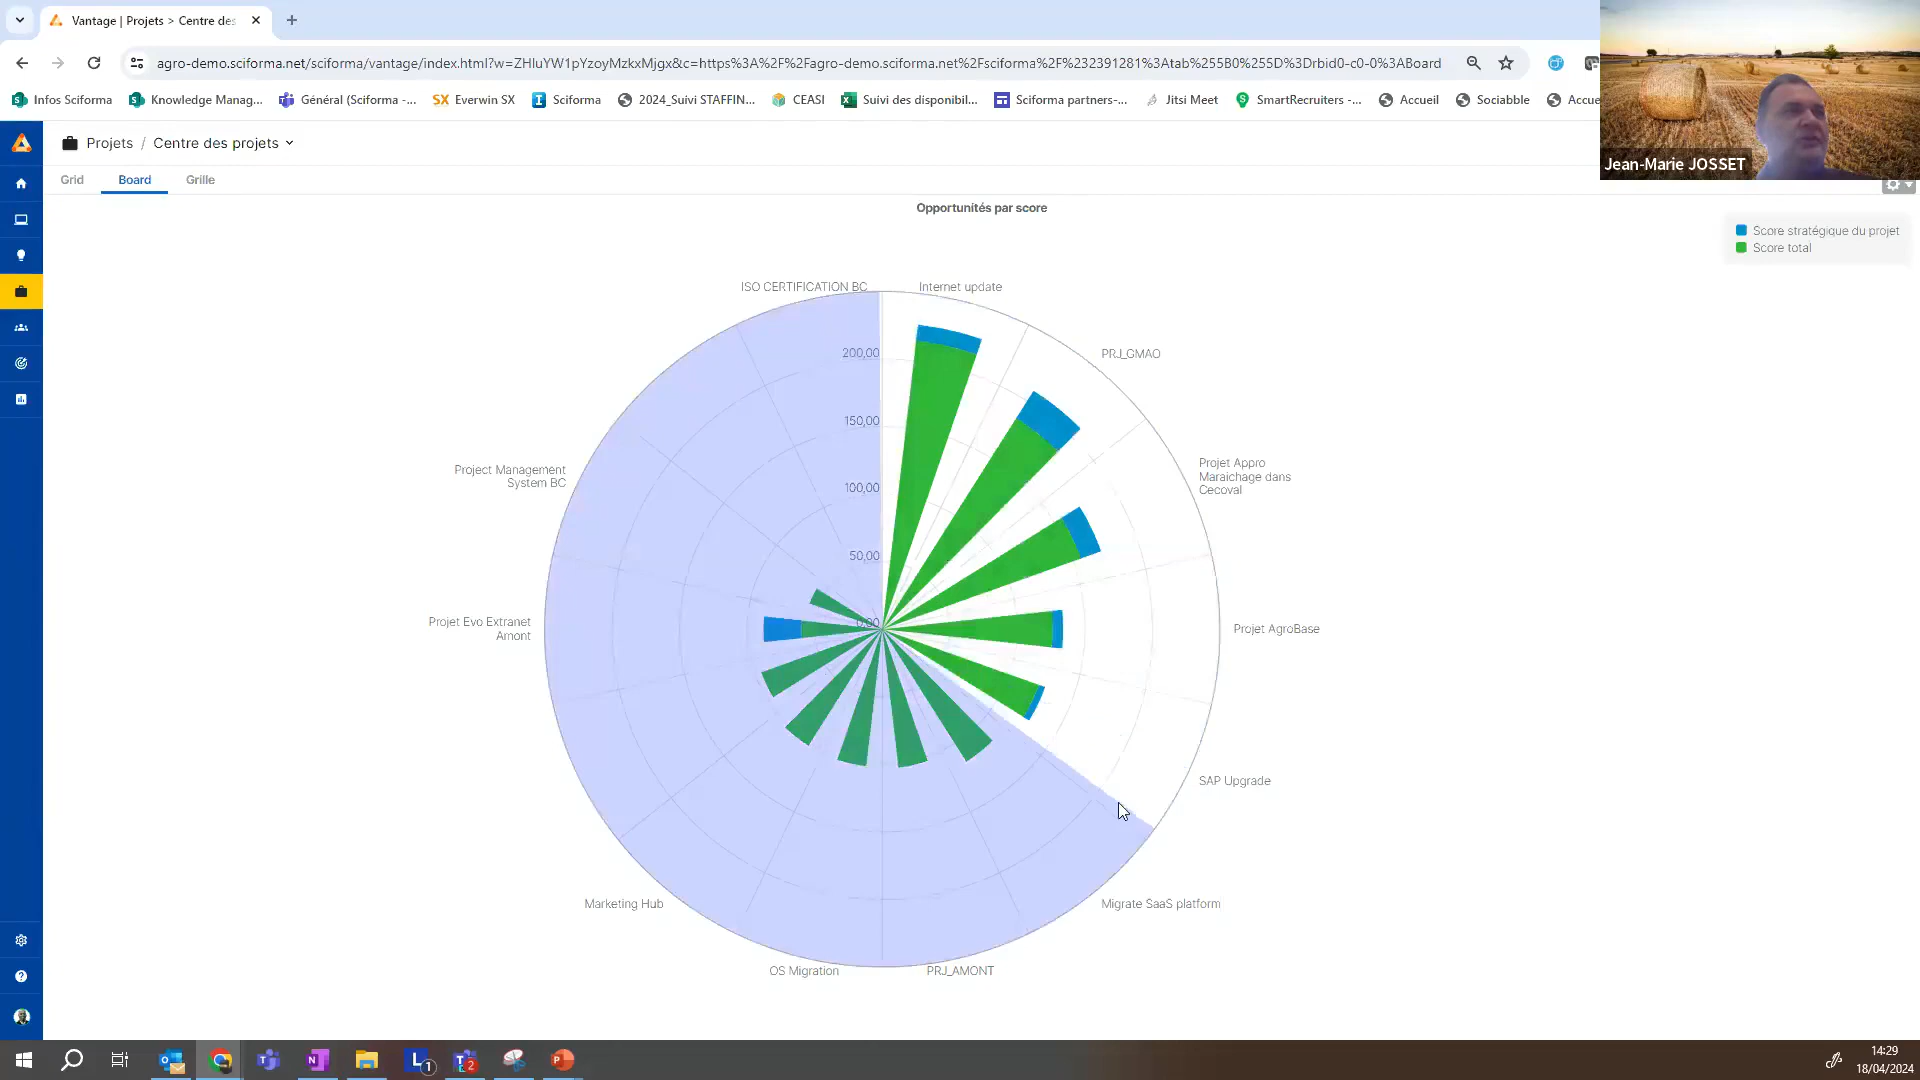 Vantage | Projets > Centre des
agro-demo.sciforma.net/sciforma/vantage/index.html?w=ZHluYW1pYzoyMzkxMjgx&c=https%3A%2F%2Fagro-demo.sciforma.net%2Fsciforma%2F%232391281%3Atab%255B0%255D%3Drbid0-c0-0%3ABoard
Infos Sciforma
Knowledge Manag...
Général (Sciforma -...
SX Everwin SX
Sciforma
2024_Suivi STAFFIN...
CEASI
Suivi des disponibil...
Sciforma partners-...
Jitsi Meet
SmartRecruiters -...
Accueil
Sociabble
Accue
Jean-Marie JOSSET
Projets / Centre des projets
Grid Board Grille
Opportunités par score
Score stratégique du projet
Score total
ISO CERTIFICATION BC
Internet update
PRJ_GMAO
Projet Appro
Maraichage dans
Cecoval
Projet AgroBase
SAP Upgrade
Migrate SaaS platform
PRJ_AMONT
OS Migration
Marketing Hub
Projet Evo Extranet
Amont
Project Management
System BC
200,00
150,00
100,00
50,00
0,00
14:29
18/04/2024